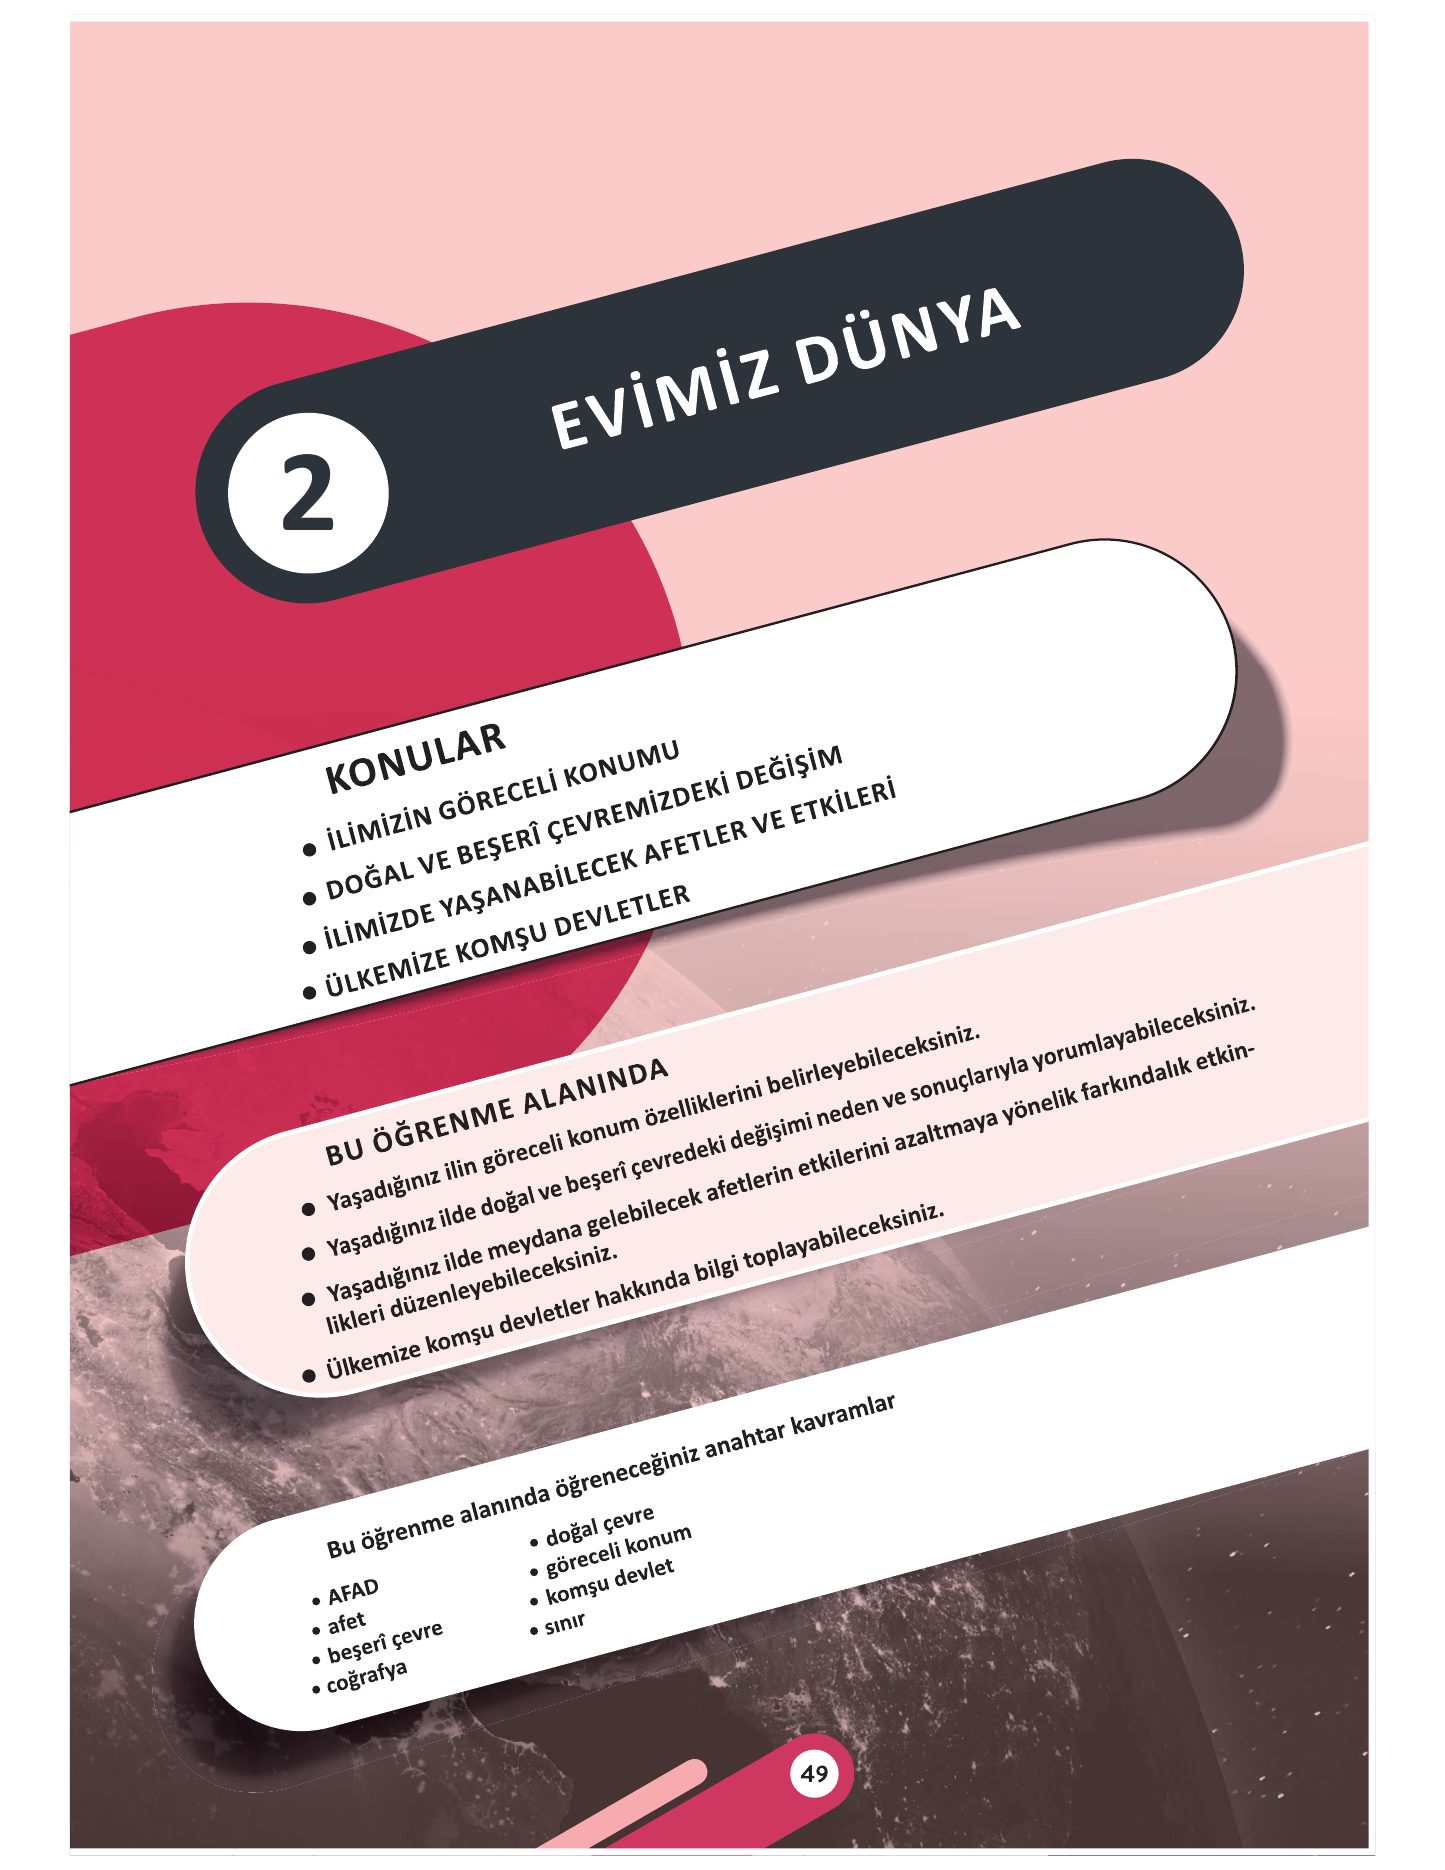 2
EVİMİZ DÜNYA
KONULAR
● İLİMİZİN GÖRECELİ KONUMU
● DOĞAL VE BEŞERÎ ÇEVREMİZDEKİ DEĞİŞİM
● İLİMİZDE YAŞANABİLECEK AFETLER VE ETKİLERİ
● ÜLKEMİZE KOMŞU DEVLETLER
BU ÖĞRENME ALANINDA
● Yaşadığınız ilin göreceli konum özelliklerini belirleyebileceksiniz.
● Yaşadığınız ilde doğal ve beşerî çevredeki değişimi neden ve sonuçlarıyla yorumlayabileceksiniz.
● Yaşadığınız ilde meydana gelebilecek afetlerin etkilerini azaltmaya yönelik farkındalık etkin-
likleri düzenleyebileceksiniz.
● Ülkemize komşu devletler hakkında bilgi toplayabileceksiniz.
Bu öğrenme alanında öğreneceğiniz anahtar kavramlar
• AFAD
• afet
• beşerî çevre
• coğrafya
• doğal çevre
• göreceli konum
• komşu devlet
• sınır
49